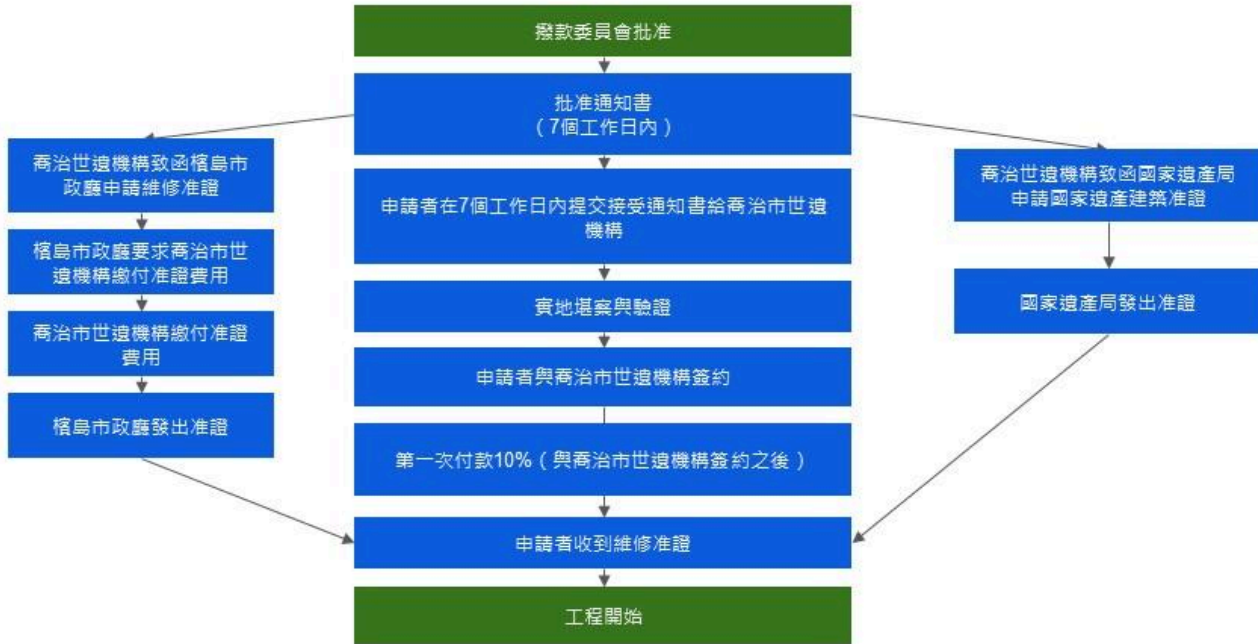 撥款委員會批准
批准通知書
（7個工作日內）
喬治世遺機構致函檳島市
政廳申請維修准證
檳島市政廳要求喬治市世
遺機構繳付准證費用
喬治市世遺機構繳付准證
費用
檳島市政廳發出准證
申請者在7個工作日內提交接受通知書給喬治市世遺
機構
實地堪察與驗證
申請者與喬治市世遺機構簽約
第一次付款10%（與喬治市世遺機構簽約之後）
喬治世遺機構致函國家遺產局
申請國家遺產建築准證
國家遺產局發出准證
申請者收到維修准證
工程開始